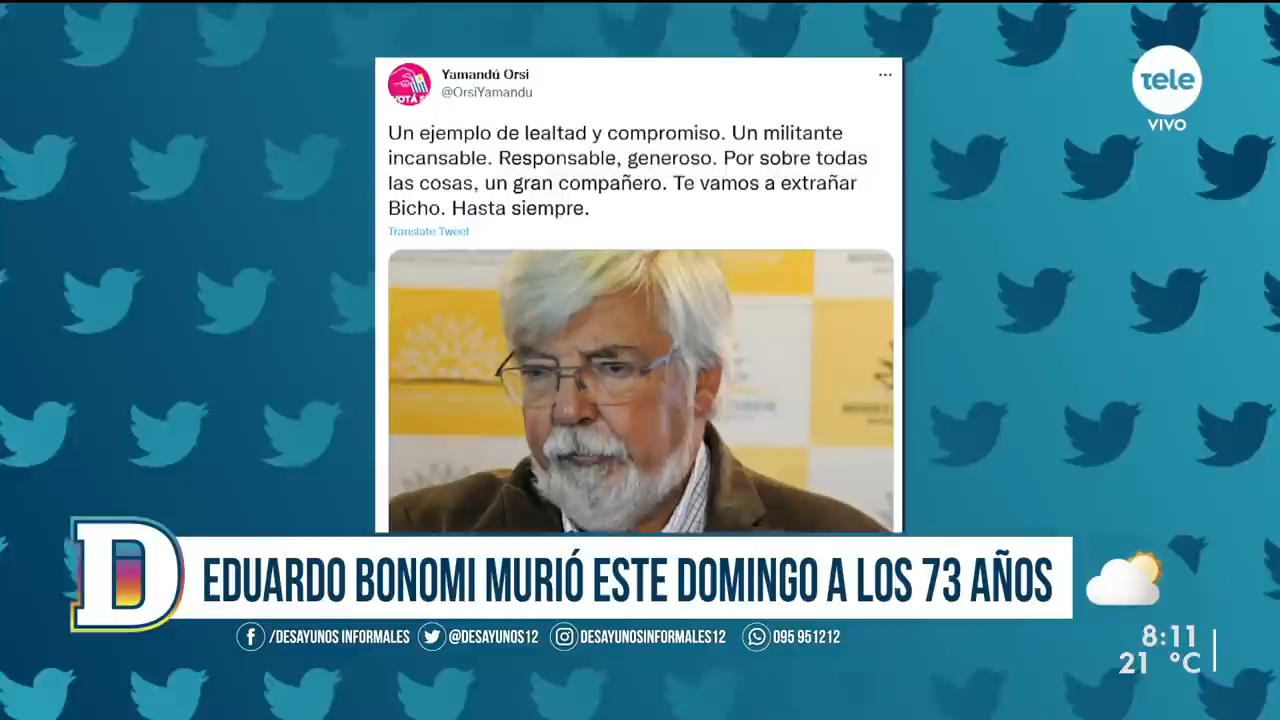 Yamandú Orsi
@OrsiYamandu
Un ejemplo de lealtad y compromiso. Un militante
incansable. Responsable, generoso. Por sobre todas
las cosas, un gran compañero. Te vamos a extrañar
Bicho. Hasta siempre.
Translate Tweet
tele
VIVO
D
EDUARDO BONOMI MURIÓ ESTE DOMINGO A LOS 73 AÑOS
/DESAYUNOS INFORMALES @DESAYUNOS12 DESAYUNOSINFORMALES12 095 951212
8:11
21 °C